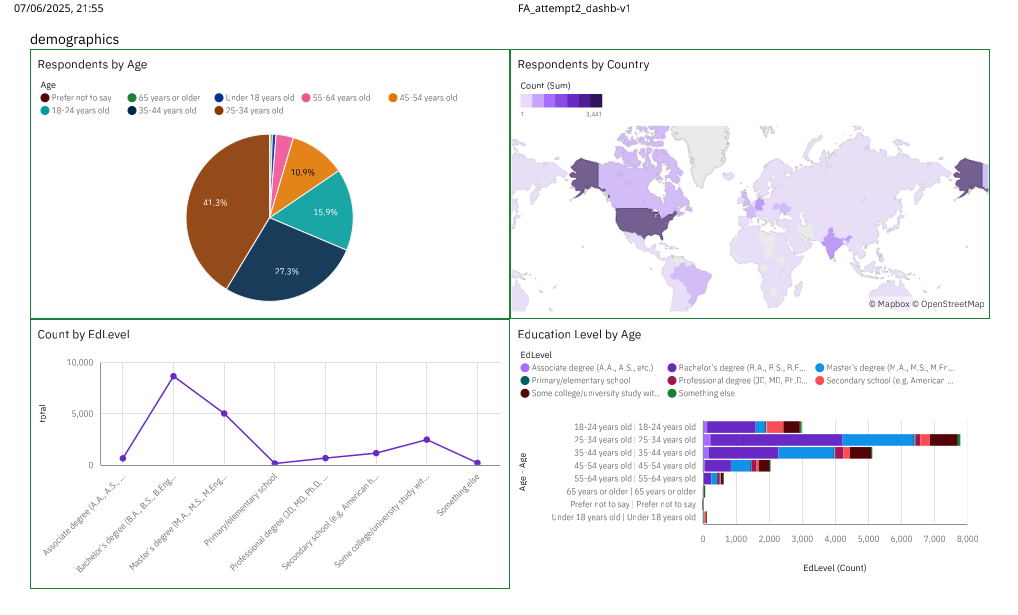 07/06/2025, 21:55
FA_attempt2_dashb-v1
demographics
Respondents by Age
Age
Prefer not to say
65 years or older
Under 18 years old
55-64 years old
45-54 years old
18-24 years old
35-44 years old
25-34 years old
10.9%
41.3%
15.9%
27.3%
Respondents by Country
Count (Sum)
1
3,441
© Mapbox © OpenStreetMap
Count by EdLevel
total
10,000
5,000
0
Associate degree (A.A., A.S., ...
Bachelor's degree (B.A., B.S., B.Eng...
Master's degree (M.A., M.S., M.Eng...
Primary/elementary school
Professional degree (JD, MD, Ph.D, ...
Secondary school (e.g. American h...
Some college/university study wit...
Something else
Education Level by Age
EdLevel
Associate degree (A.A., A.S., etc.)
Bachelor's degree (B.A., B.S., B.E...
Master's degree (M.A., M.S., M.Fr...
Primary/elementary school
Professional degree (JD, MD, Ph.D...
Secondary school (e.g. American ...
Some college/university study wit...
Something else
Age - Age
18-24 years old | 18-24 years old
25-34 years old | 25-34 years old
35-44 years old | 35-44 years old
45-54 years old | 45-54 years old
55-64 years old | 55-64 years old
65 years or older | 65 years or older
Prefer not to say | Prefer not to say
Under 18 years old | Under 18 years old
0
1,000
2,000
3,000
4,000
5,000
6,000
7,000
8,000
EdLevel (Count)